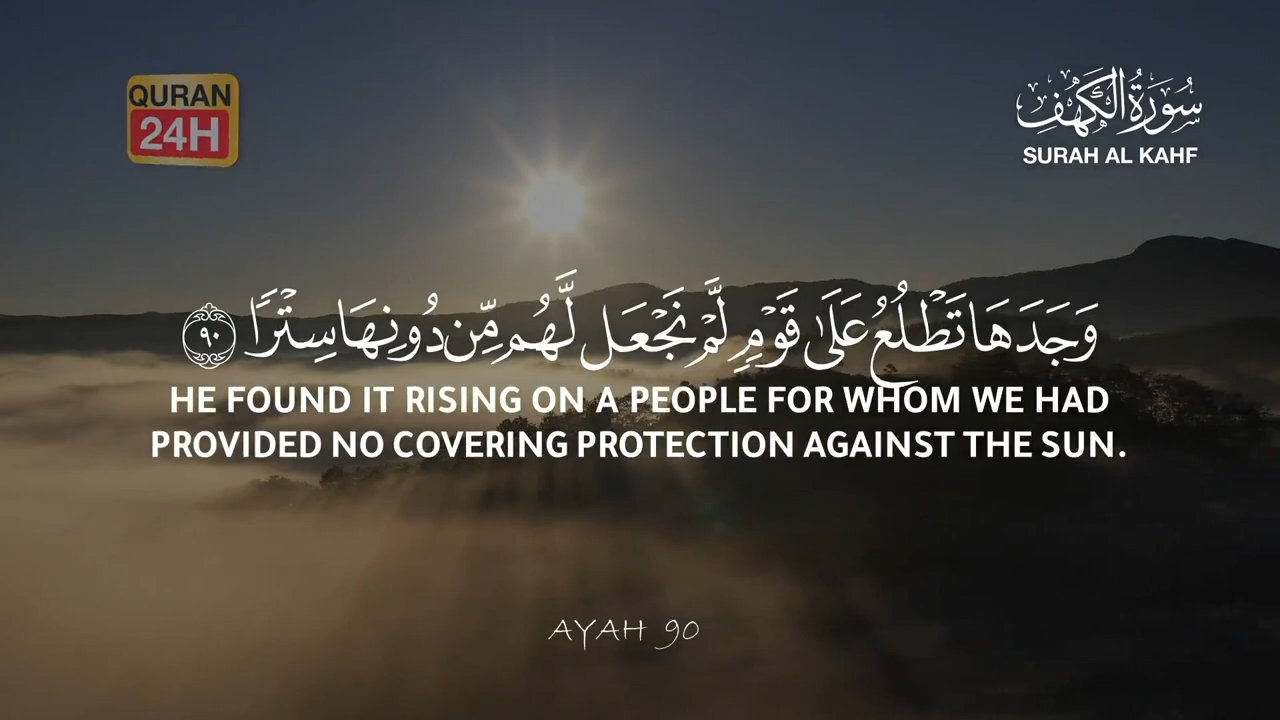 QURAN
24H
سُورَةُ الكَهْفِ
SURAH AL KAHF
وَجَدَهَا تَطْلُعُ عَلَىٰ قَوْمٍ لَّمْ نَجْعَل لَّهُم مِّن دُونِهَا سِتْرًا ٩٠
HE FOUND IT RISING ON A PEOPLE FOR WHOM WE HAD
PROVIDED NO COVERING PROTECTION AGAINST THE SUN.
AYAH 90